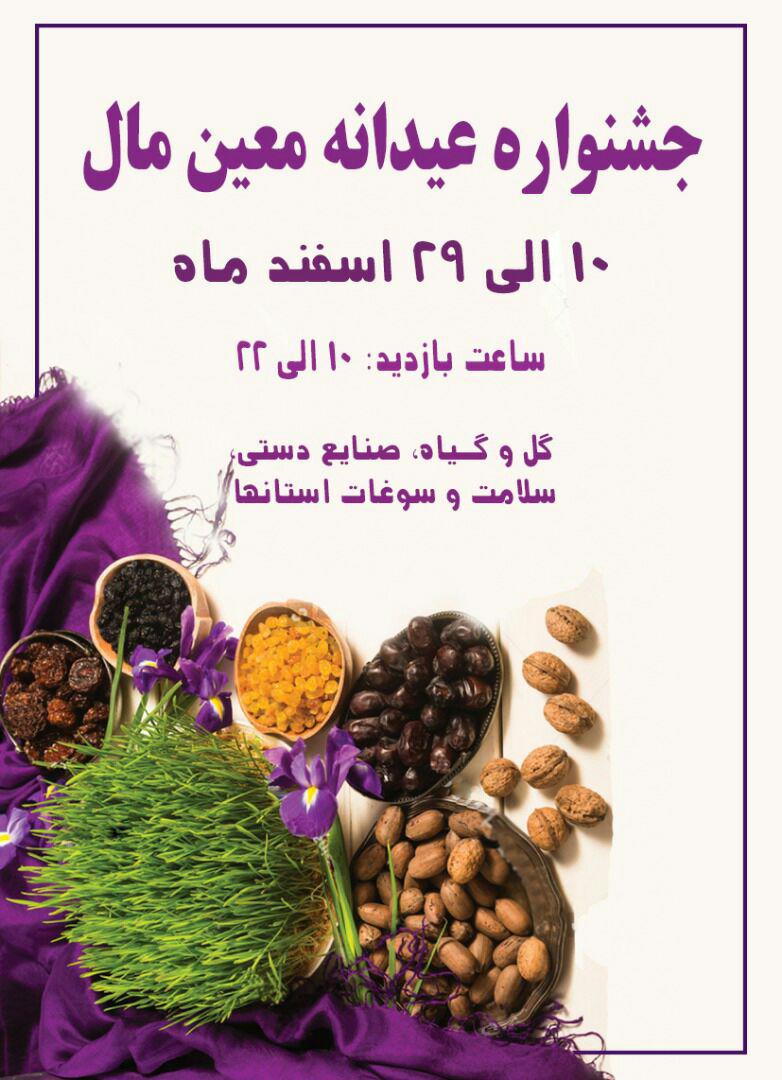 جشنواره عیدانه معین مال
۱۰ الی ۲۹ اسفند ماه
ساعت بازدید: ۱۰ الی ۲۲
گل و گیاه، صنایع دستی،
سلامت و سوغات استانها